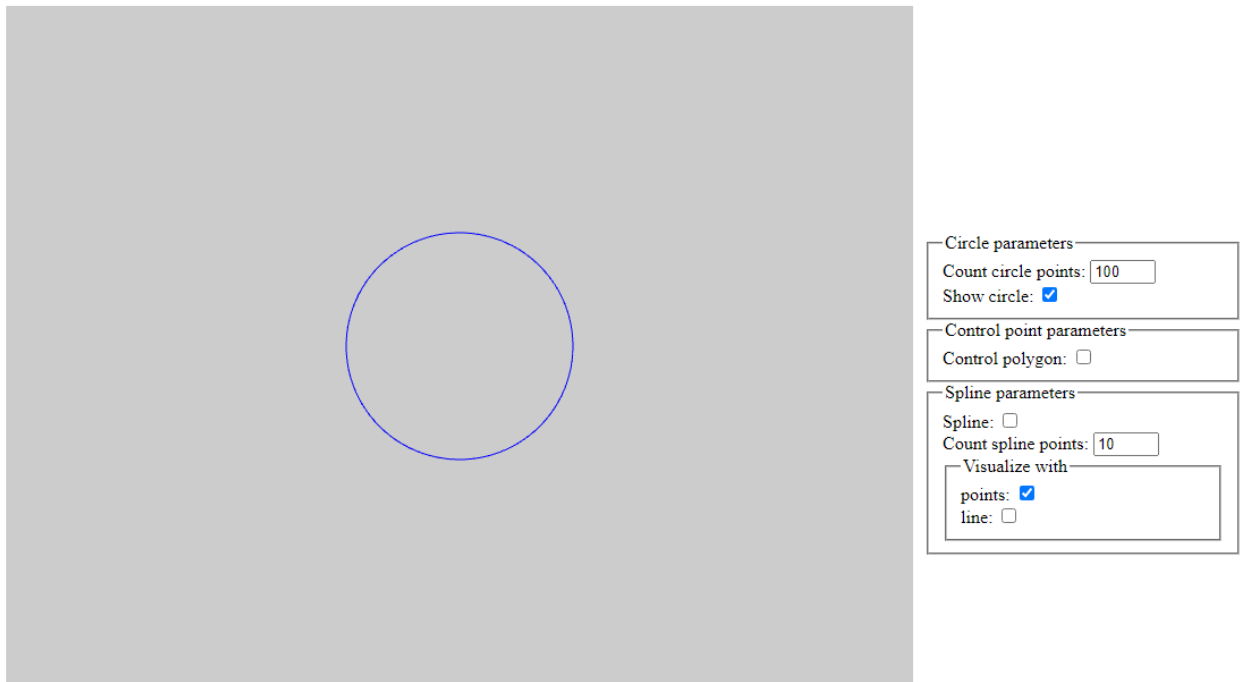 Circle parameters
Count circle points: 100
Show circle:
Control point parameters
Control polygon:
Spline parameters
Spline:
Count spline points: 10
Visualize with
points:
line: